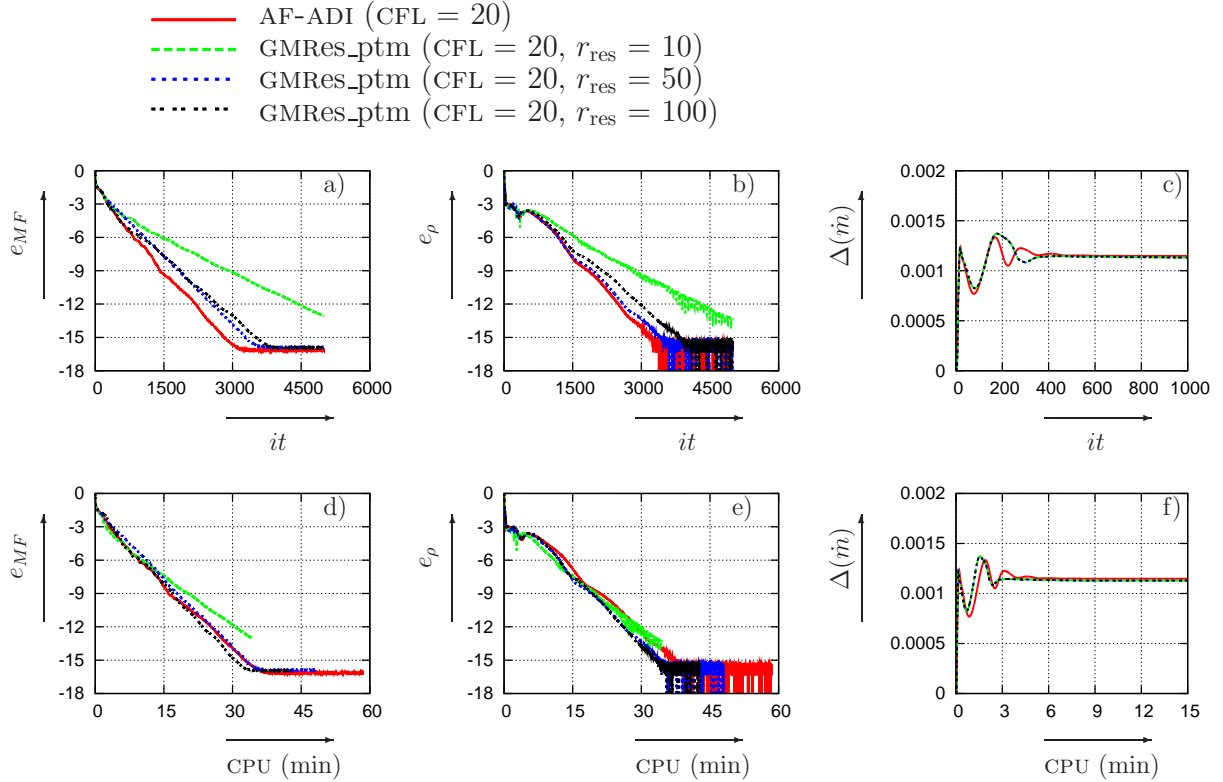 AF-ADI (CFL = 20)
GMRes_ptm (CFL = 20, r_res = 10)
GMRes_ptm (CFL = 20, r_res = 50)
GMRes_ptm (CFL = 20, r_res = 100)
a)
0
-3
-6
-9
-12
-15
-18
0 1500 3000 4500 6000
e_MF
it
b)
0
-3
-6
-9
-12
-15
-18
0 1500 3000 4500 6000
e_ρ
it
c)
0.002
0.0015
0.001
0.0005
0
0 200 400 600 800 1000
Δ(ṁ)
it
d)
0
-3
-6
-9
-12
-15
-18
0 15 30 45 60
e_MF
CPU (min)
e)
0
-3
-6
-9
-12
-15
-18
0 15 30 45 60
e_ρ
CPU (min)
f)
0.002
0.0015
0.001
0.0005
0
0 3 6 9 12 15
Δ(ṁ)
CPU (min)